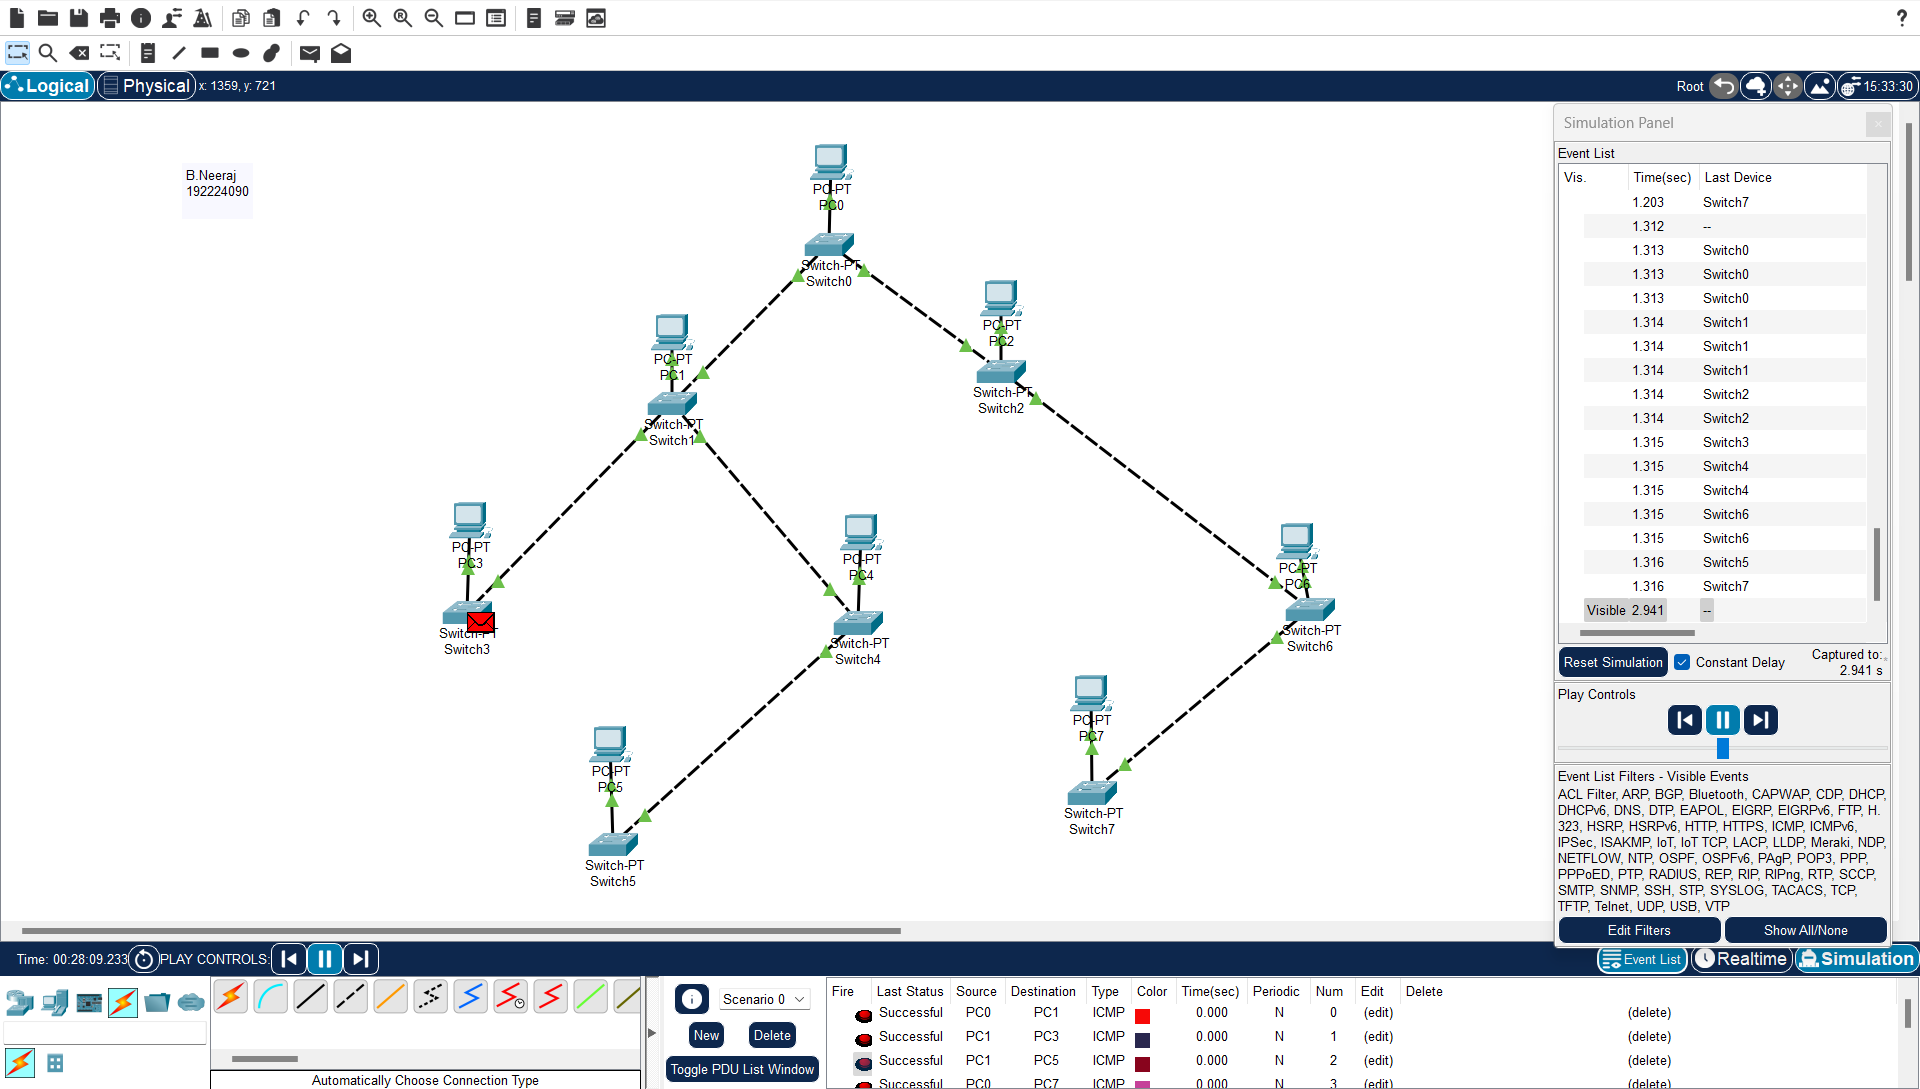 Logical
Physical
x: 1359, y: 721
Root
15:33:30
B.Neeraj
192224090
PC-PT
PC0
Switch-PT
Switch0
PC-PT
PC2
Switch-PT
Switch2
PC-PT
PC1
Switch-PT
Switch1
PC-PT
PC3
Switch-PT
Switch3
PC-PT
PC4
Switch-PT
Switch4
PC-PT
PC6
Switch-PT
Switch6
PC-PT
PC7
Switch-PT
Switch7
PC-PT
PC5
Switch-PT
Switch5
Simulation Panel
Event List
Vis. Time(sec) Last Device
1.203 Switch7
1.312 --
1.313 Switch0
1.313 Switch0
1.313 Switch0
1.314 Switch1
1.314 Switch1
1.314 Switch1
1.314 Switch2
1.314 Switch2
1.315 Switch3
1.315 Switch4
1.315 Switch4
1.315 Switch6
1.315 Switch6
1.316 Switch5
1.316 Switch7
Visible 2.941 --
Reset Simulation
Constant Delay
Captured to:
2.941 s
Play Controls
Event List Filters - Visible Events
ACL Filter, ARP, BGP, Bluetooth, CAPWAP, CDP, DHCP,
DHCPv6, DNS, DTP, EAPOL, EIGRP, EIGRPv6, FTP, H.
323, HSRP, HSRPv6, HTTP, HTTPS, ICMP, ICMPv6,
IPSec, ISAKMP, IoT, IoT TCP, LACP, LLDP, Meraki, NDP,
NETFLOW, NTP, OSPF, OSPFv6, PAgP, POP3, PPP,
PPPoED, PTP, RADIUS, REP, RIP, RIPng, RTP, SCCP,
SMTP, SNMP, SSH, STP, SYSLOG, TACACS, TCP,
TFTP, Telnet, UDP, USB, VTP
Edit Filters
Show All/None
Time: 00:28:09.233
PLAY CONTROLS:
Event List
Realtime
Simulation
Automatically Choose Connection Type
Scenario 0
New
Delete
Toggle PDU List Window
Fire Last Status Source Destination Type Color Time(sec) Periodic Num Edit Delete
Successful PC0 PC1 ICMP 0.000 N 0 (edit) (delete)
Successful PC1 PC3 ICMP 0.000 N 1 (edit) (delete)
Successful PC1 PC5 ICMP 0.000 N 2 (edit) (delete)
Successful PC0 PC7 ICMP 0.000 N 3 (edit) (delete)